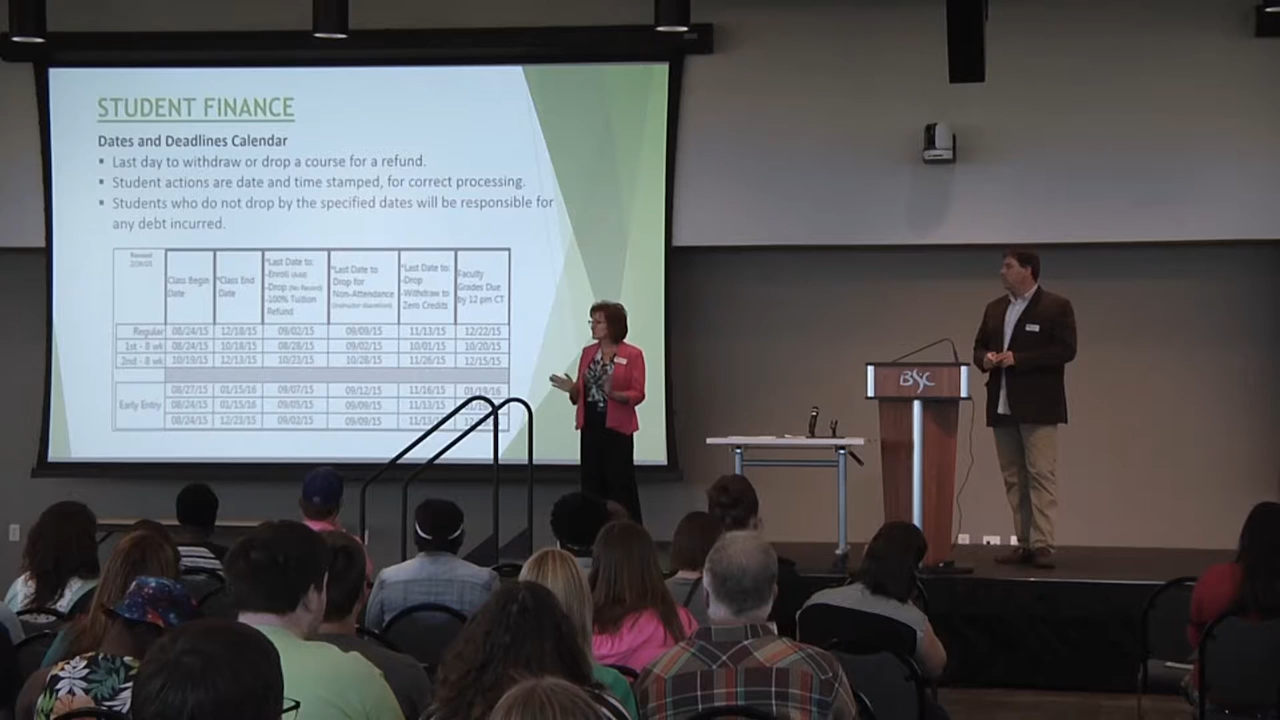 STUDENT FINANCE
Dates and Deadlines Calendar
▪ Last day to withdraw or drop a course for a refund.
▪ Student actions are date and time stamped, for correct processing.
▪ Students who do not drop by the specified dates will be responsible for
any debt incurred.
Revised
Class Begin Date
*Class End Date
*Last Date to: -Enroll (Add) -Drop (No Record) -100% Tuition Refund
*Last Date to Drop for Non-Attendance (Instructor discretion)
*Last Date to: -Drop -Withdraw to Zero Credits
Faculty Grades Due by 12 pm CT
Regular 08/24/15 12/18/15 09/02/15 09/09/15 11/13/15 12/22/15
1st - 8 wk 08/24/15 10/18/15 08/28/15 09/02/15 10/01/15 10/20/15
2nd - 8 wk 10/19/15 12/13/15 10/23/15 10/28/15 11/26/15 12/15/15
08/27/15 01/15/16 09/07/15 09/12/15 11/16/15 01/19/16
Early Entry 08/24/15 01/15/16 09/05/15 09/09/15 11/13/15
08/24/15 12/23/15 09/02/15 09/09/15
BSC